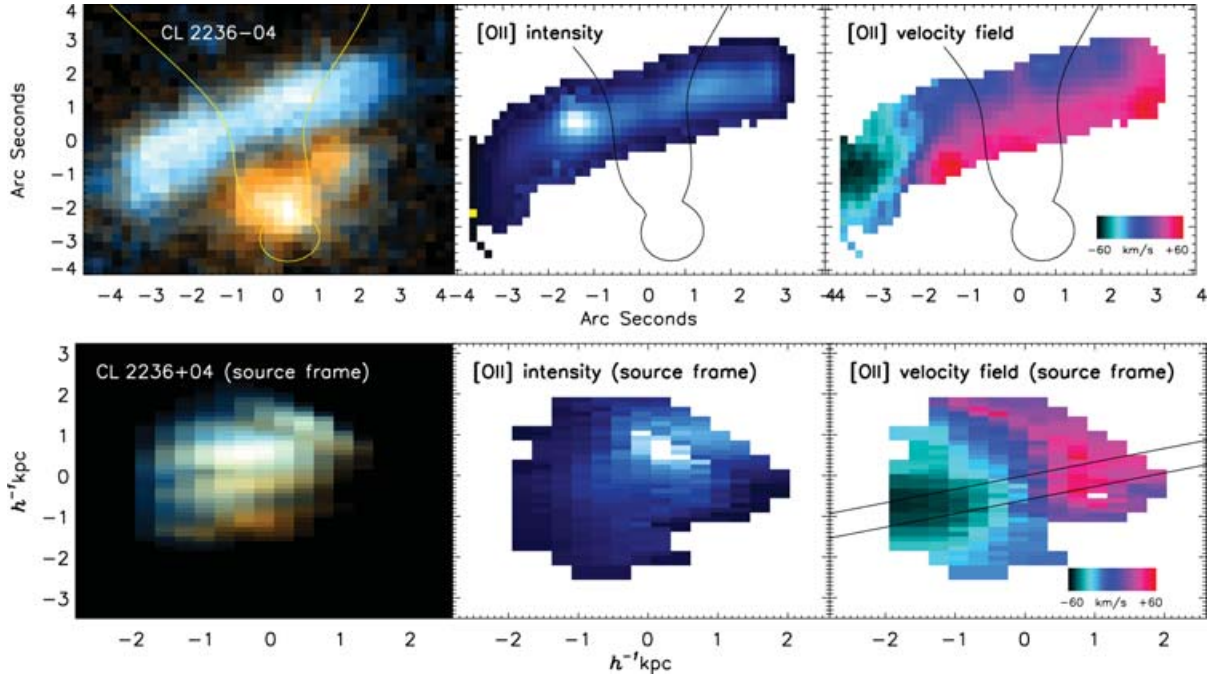 CL 2236−04
[OII] intensity
[OII] velocity field
Arc Seconds
4
3
2
1
0
−1
−2
−3
−4
−60 km/s +60
−4 −3 −2 −1 0 1 2 3 −4 −3 −2 −1 0 1 2 3 −44 −3 −2 −1 0 1 2 3 4
Arc Seconds
CL 2236+04 (source frame)
[OII] intensity (source frame)
[OII] velocity field (source frame)
h⁻¹kpc
3
2
1
0
−1
−2
−3
−60 km/s +60
−2 −1 0 1 2 −2 −1 0 1 2 −2 −1 0 1 2
h⁻¹kpc